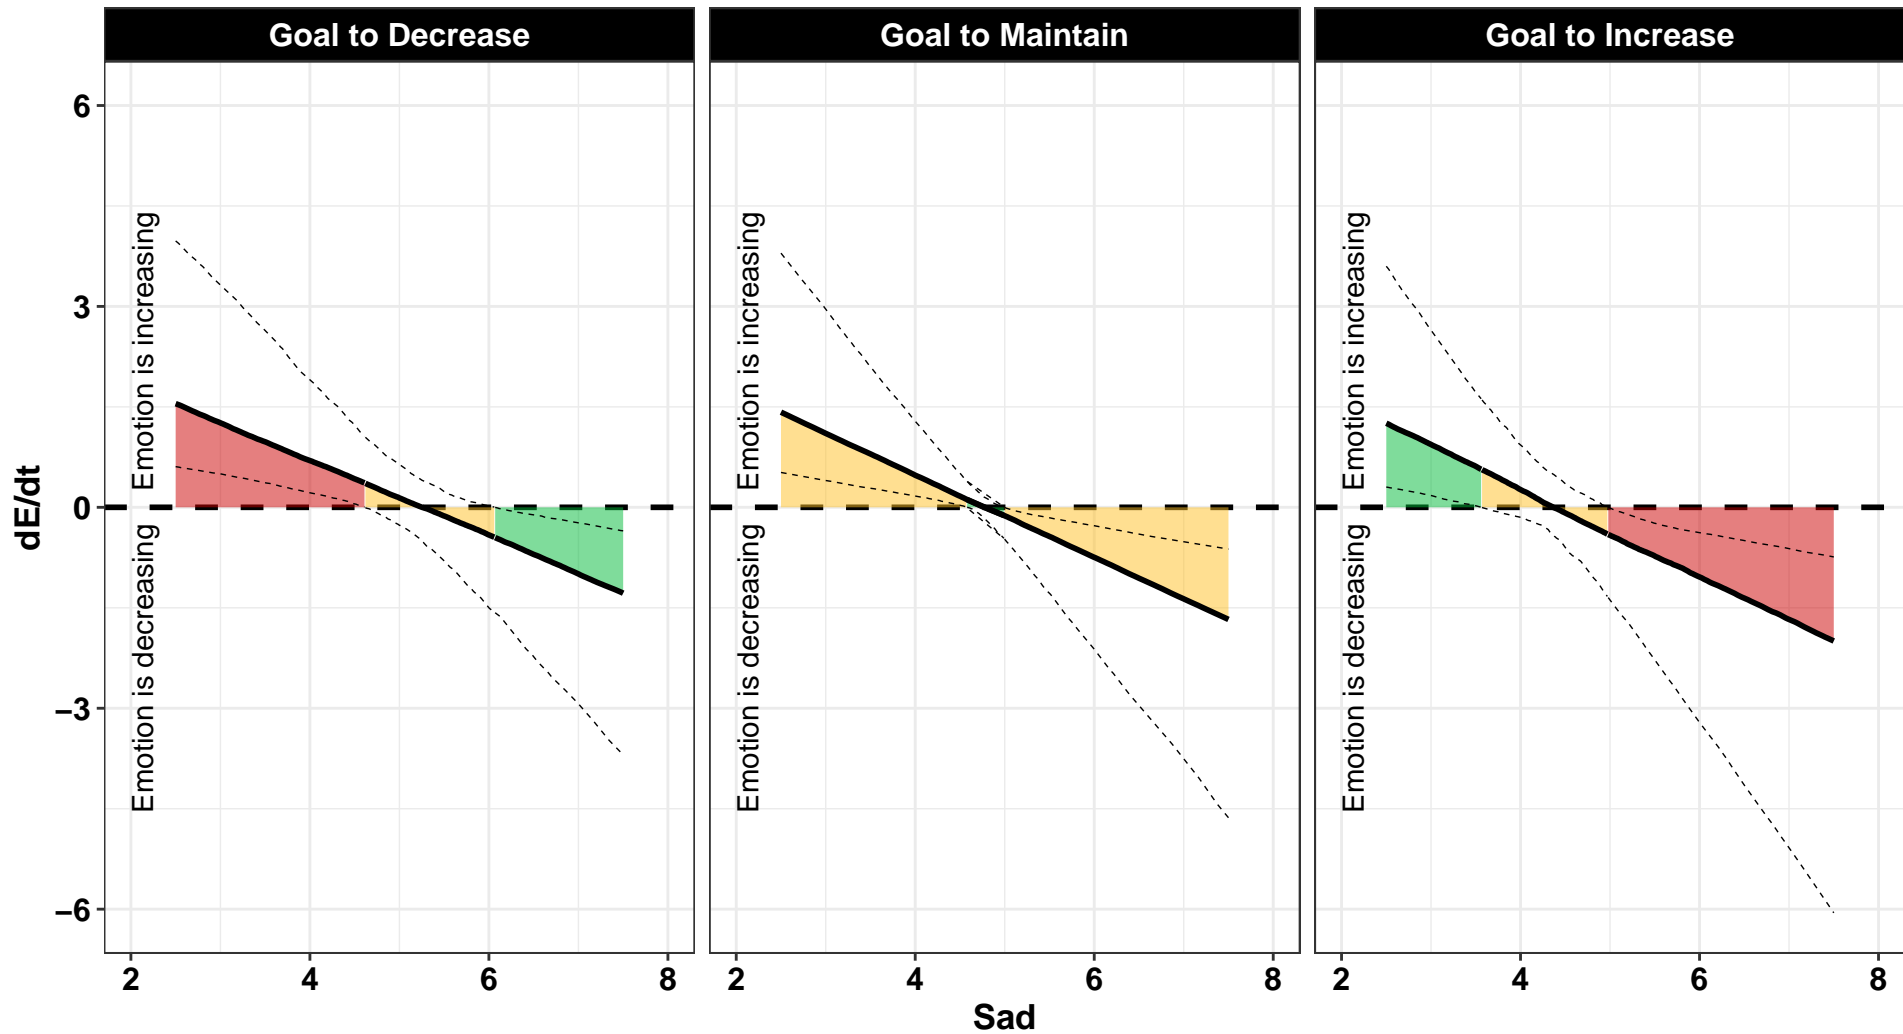 Goal to Decrease
Goal to Maintain
Goal to Increase
dE/dt
6
3
0
−3
−6
Emotion is increasing
Emotion is decreasing
Emotion is increasing
Emotion is decreasing
Emotion is increasing
Emotion is decreasing
2 4 6 8
2 4 6 8
2 4 6 8
Sad